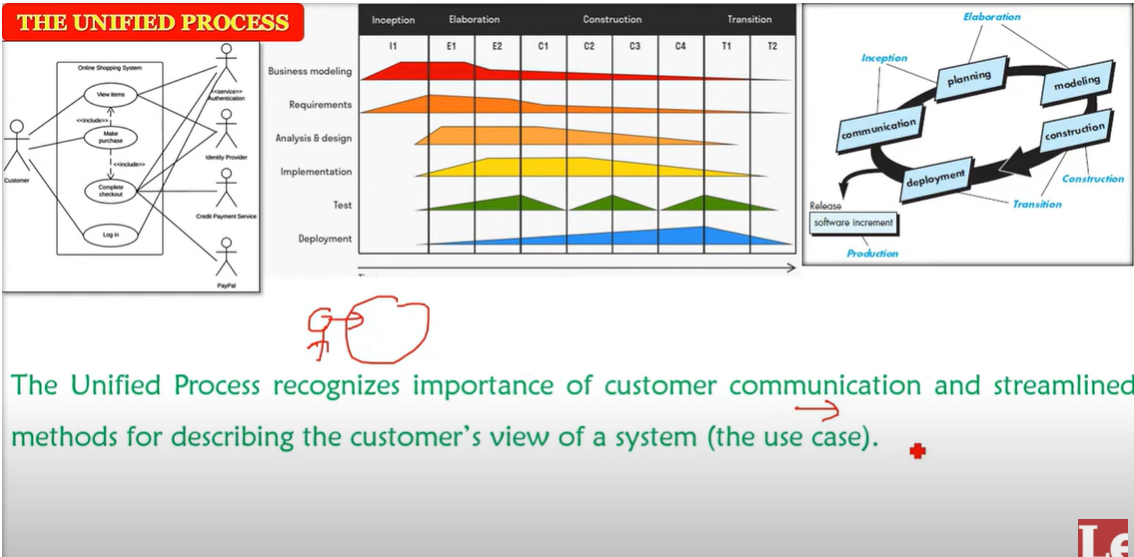 THE UNIFIED PROCESS
Online Shopping System
View items
<<include>>
Make
purchase
<<include>>
Complete
checkout
Log in
Customer
<<service>>
Authentication
Identity Provider
Credit Payment Service
PayPal
Inception Elaboration Construction Transition
I1 E1 E2 C1 C2 C3 C4 T1 T2
Business modeling
Requirements
Analysis & design
Implementation
Test
Deployment
Elaboration
Inception
planning
modeling
communication
construction
Construction
deployment
Transition
Release
software increment
Production
The Unified Process recognizes importance of customer communication and streamlined
methods for describing the customer's view of a system (the use case).
Le